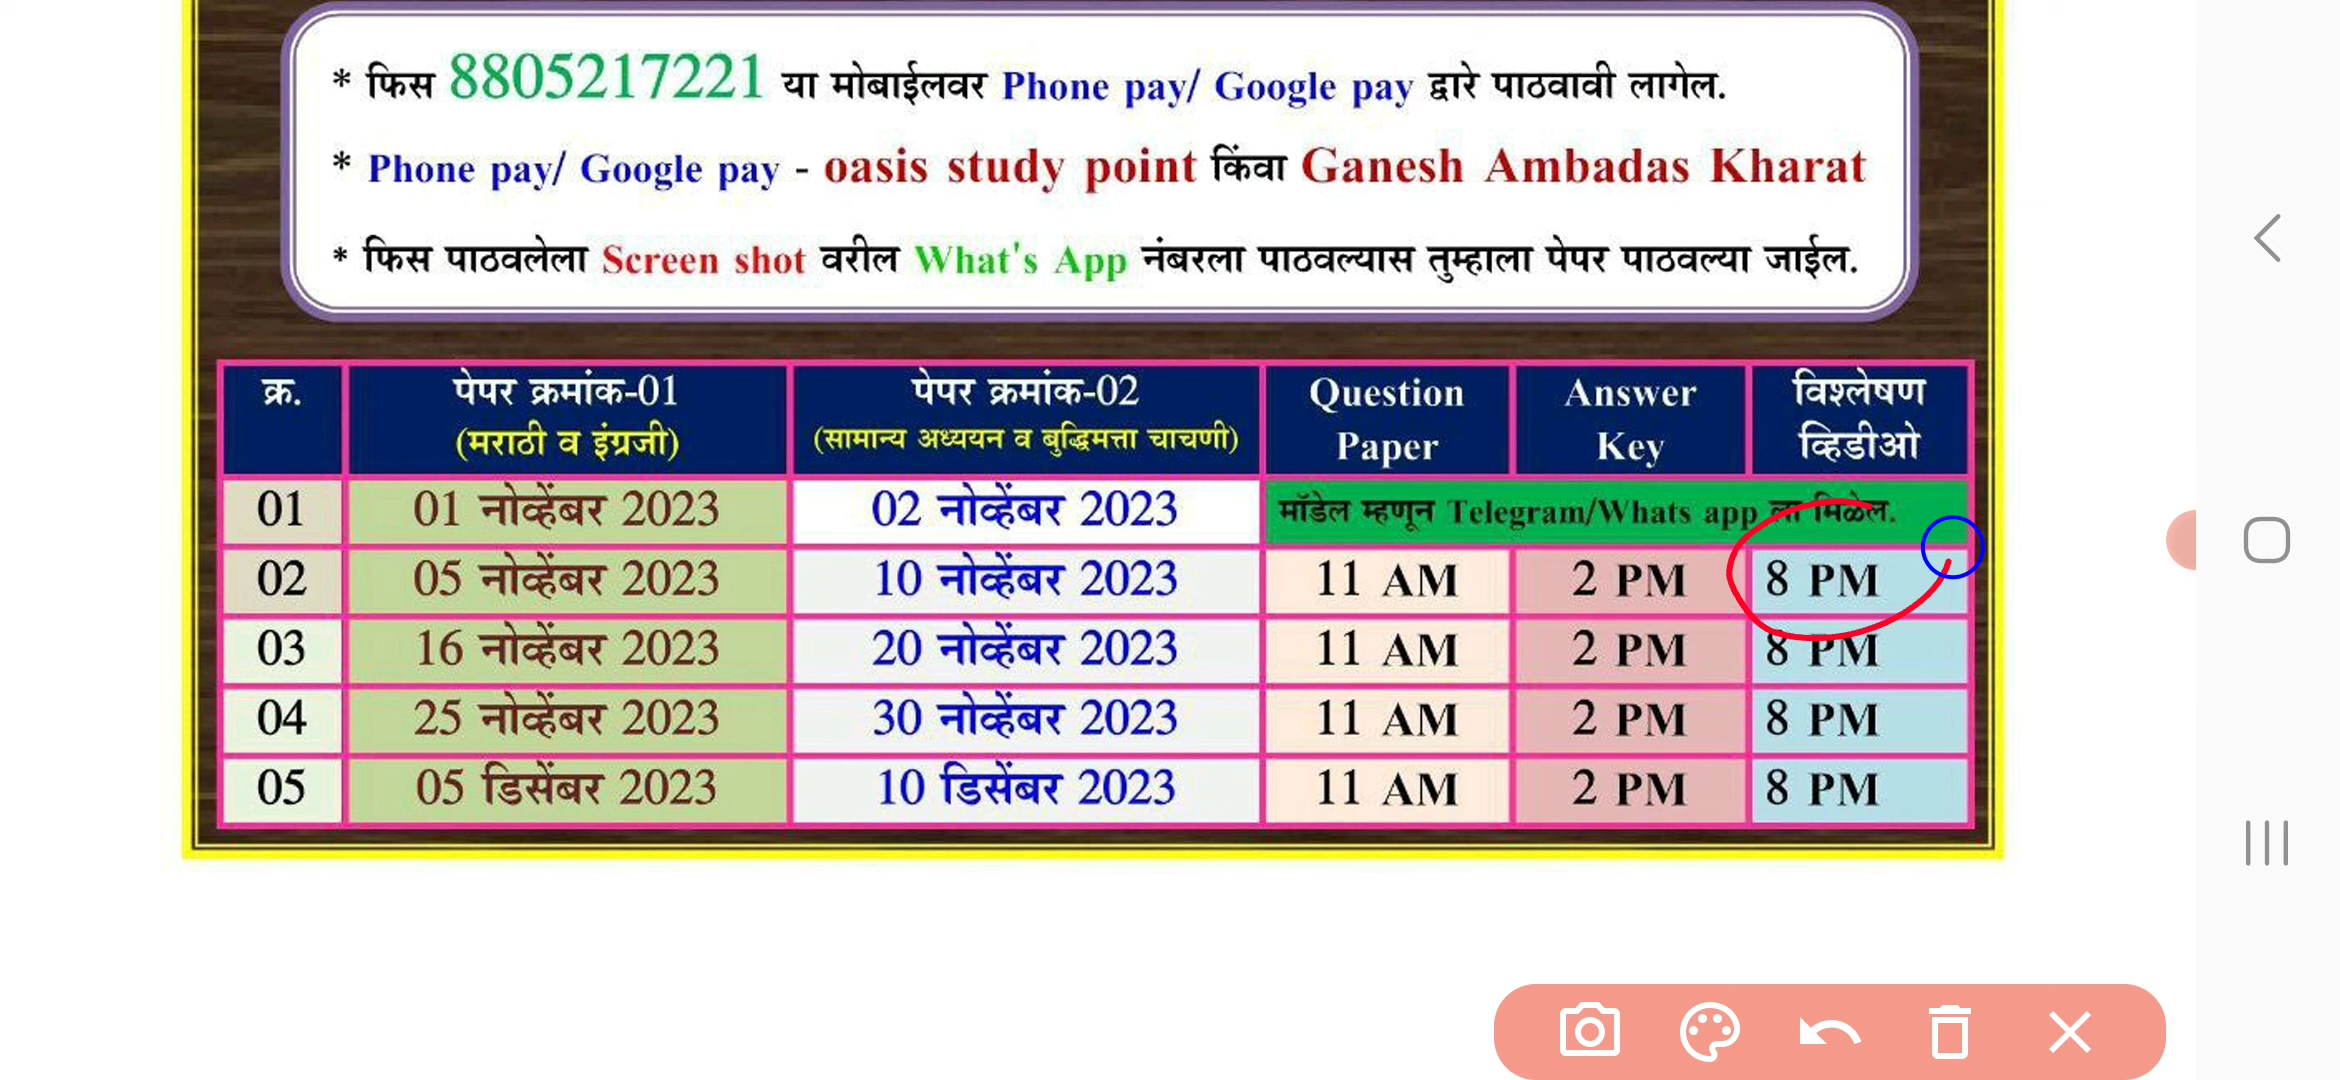 * फिस 8805217221 या मोबाईलवर Phone pay/ Google pay द्वारे पाठवावी लागेल.
* Phone pay/ Google pay - oasis study point किंवा Ganesh Ambadas Kharat
* फिस पाठवलेला Screen shot वरील What's App नंबरला पाठवल्यास तुम्हाला पेपर पाठवल्या जाईल.
क्र. पेपर क्रमांक-01 पेपर क्रमांक-02 Question Answer विश्लेषण
(मराठी व इंग्रजी) (सामान्य अध्ययन व बुद्धिमत्ता चाचणी) Paper Key व्हिडीओ
01 01 नोव्हेंबर 2023 02 नोव्हेंबर 2023 मॉडेल म्हणून Telegram/Whats app ला मिळेल.
02 05 नोव्हेंबर 2023 10 नोव्हेंबर 2023 11 AM 2 PM 8 PM
03 16 नोव्हेंबर 2023 20 नोव्हेंबर 2023 11 AM 2 PM 8 PM
04 25 नोव्हेंबर 2023 30 नोव्हेंबर 2023 11 AM 2 PM 8 PM
05 05 डिसेंबर 2023 10 डिसेंबर 2023 11 AM 2 PM 8 PM